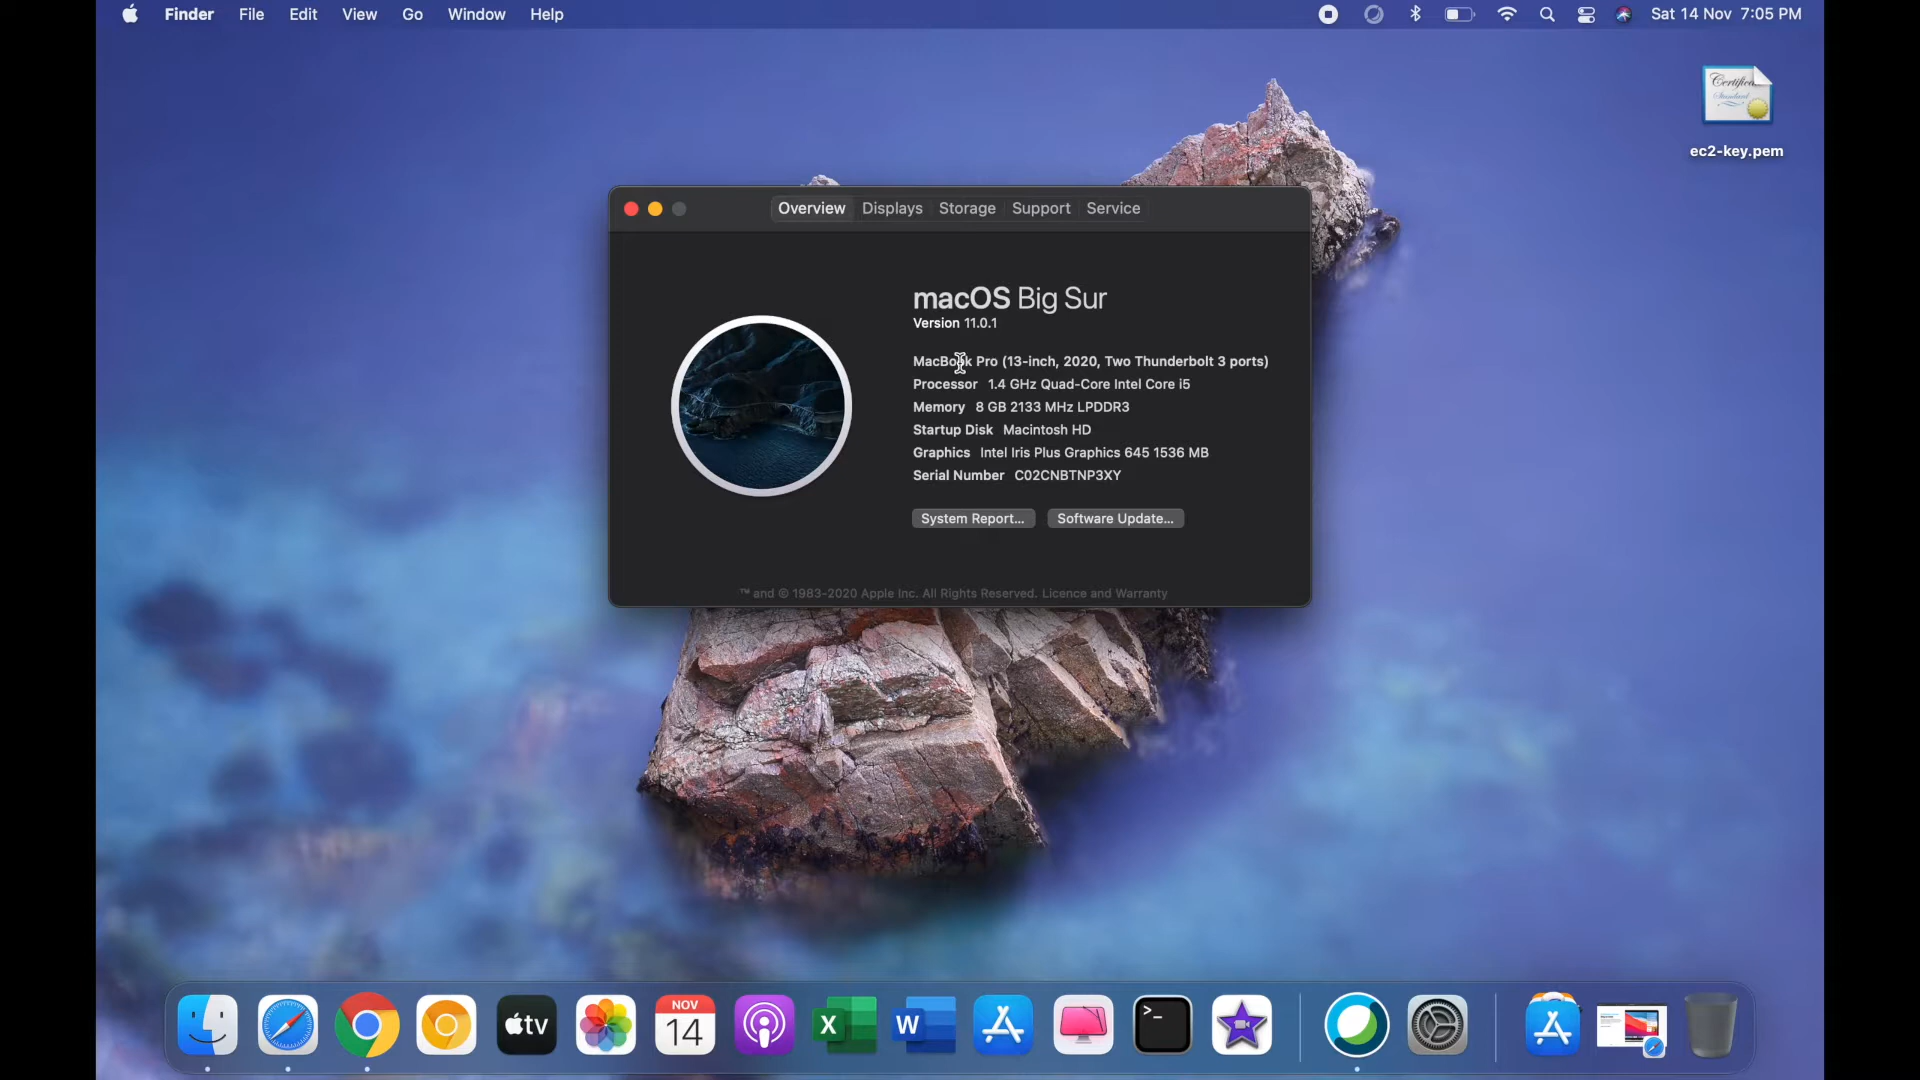 Finder File Edit View Go Window Help
Sat 14 Nov 7:05 PM
Certifica...
Standard
ec2-key.pem
Overview Displays Storage Support Service
macOS Big Sur
Version 11.0.1
MacBook Pro (13-inch, 2020, Two Thunderbolt 3 ports)
Processor 1.4 GHz Quad-Core Intel Core i5
Memory 8 GB 2133 MHz LPDDR3
Startup Disk Macintosh HD
Graphics Intel Iris Plus Graphics 645 1536 MB
Serial Number C02CNBTNP3XY
System Report... Software Update...
™ and © 1983-2020 Apple Inc. All Rights Reserved. Licence and Warranty
tv
NOV
14
X
W
>_